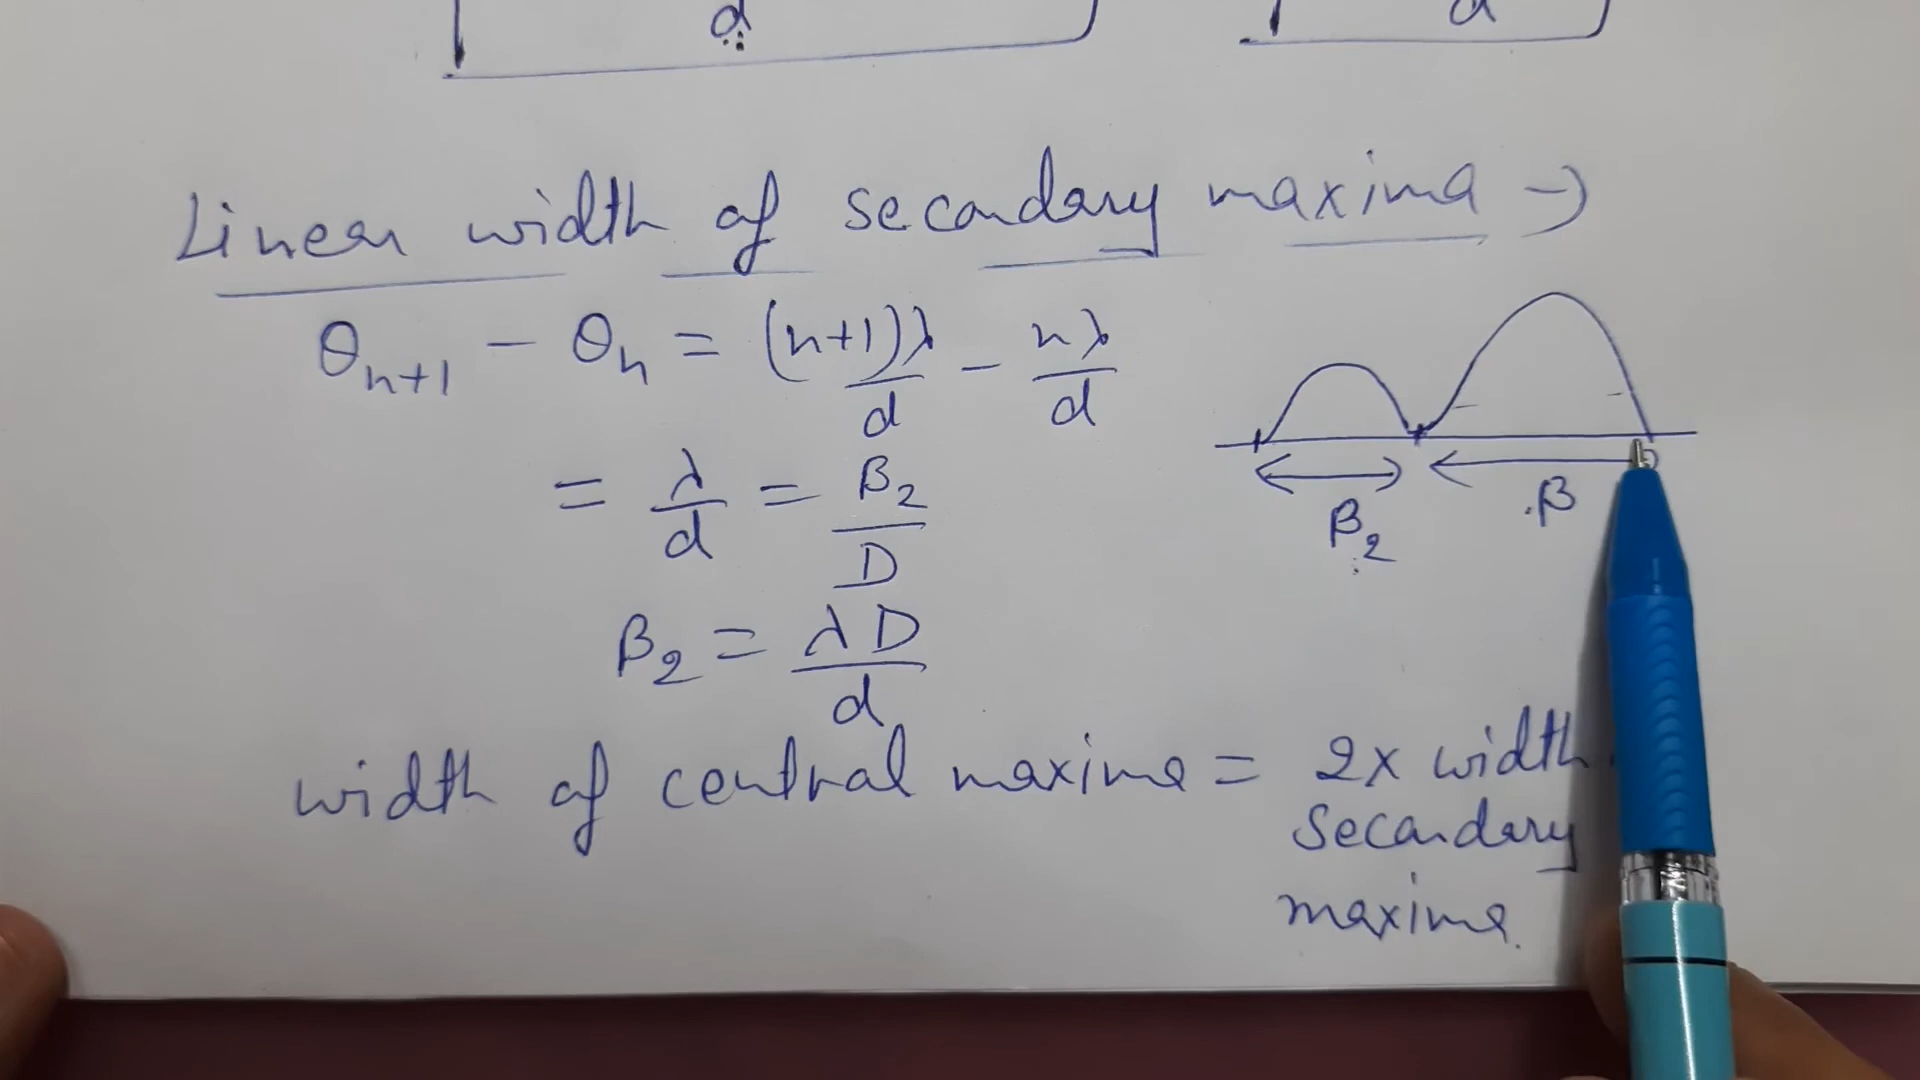 d
d
Linear width of secondary maxima →
θn+1 - θn = (n+1)λ/d - nλ/d
= λ/d = β2/D
β2 β
β2 = λD/d
width of central maxima = 2x width
secondary
maxima.